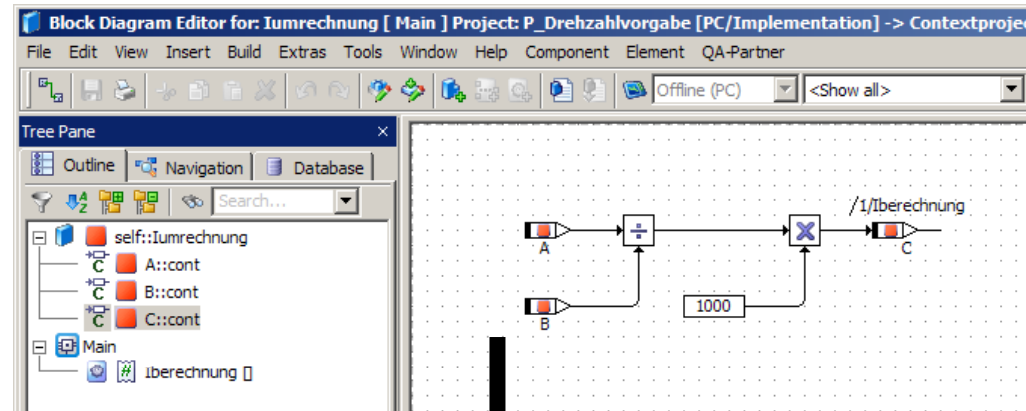 Block Diagram Editor for: Iumrechnung [ Main ] Project: P_Drehzahlvorgabe [PC/Implementation] -> Contextprojec
File Edit View Insert Build Extras Tools Window Help Component Element QA-Partner
Offline (PC) <Show all>
Tree Pane
Outline Navigation Database
Search...
self::Iumrechnung
C A::cont
C B::cont
C C::cont
Main
# Iberechnung []
/1/Iberechnung
A
C
1000
B